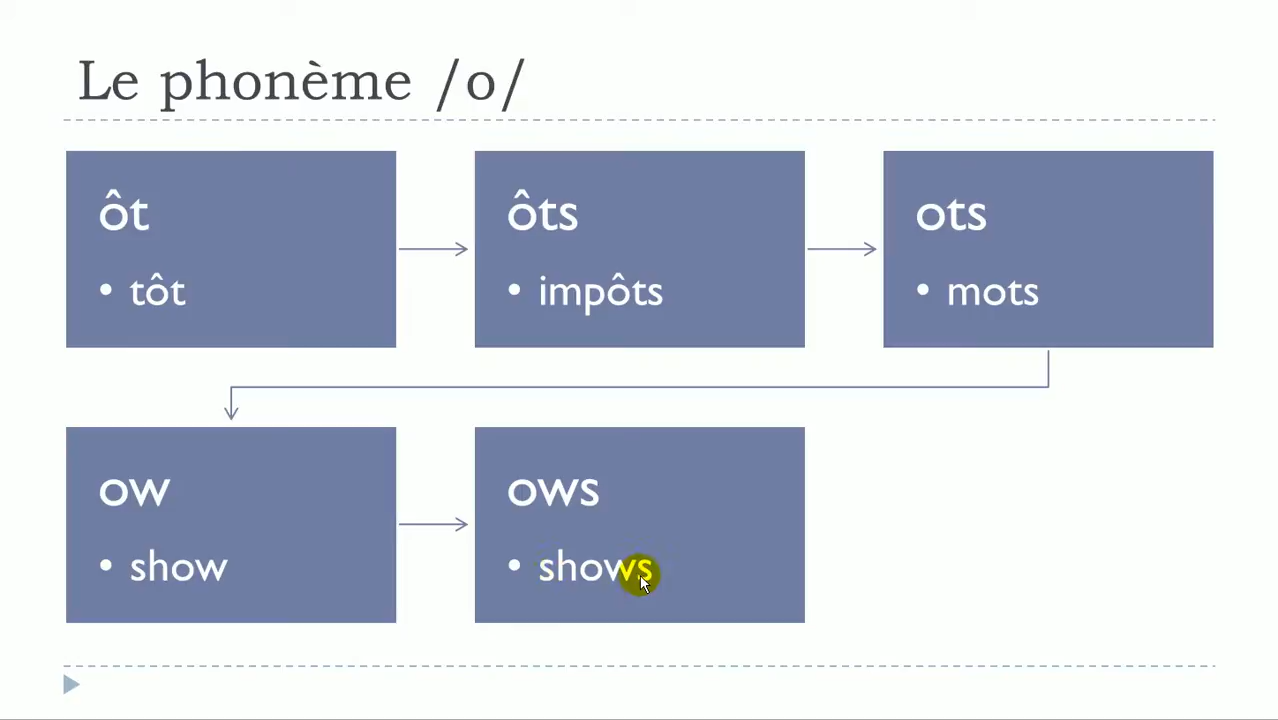 Le phonème /o/
ôt
• tôt
ôts
• impôts
ots
• mots
ow
• show
ows
• shows